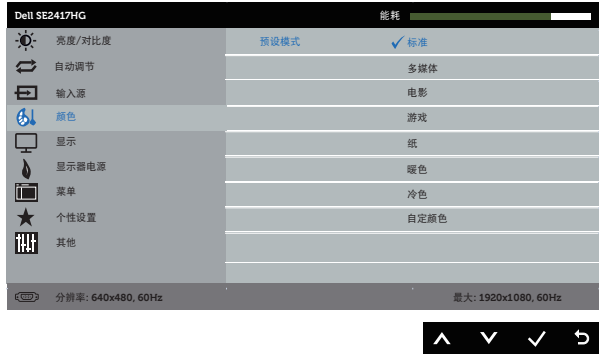 Dell SE2417HG 能耗
亮度/对比度 预设模式 标准
自动调节 多媒体
输入源 电影
颜色 游戏
显示 纸
显示器电源 暖色
菜单 冷色
个性设置 自定颜色
其他
分辨率: 640x480, 60Hz 最大: 1920x1080, 60Hz